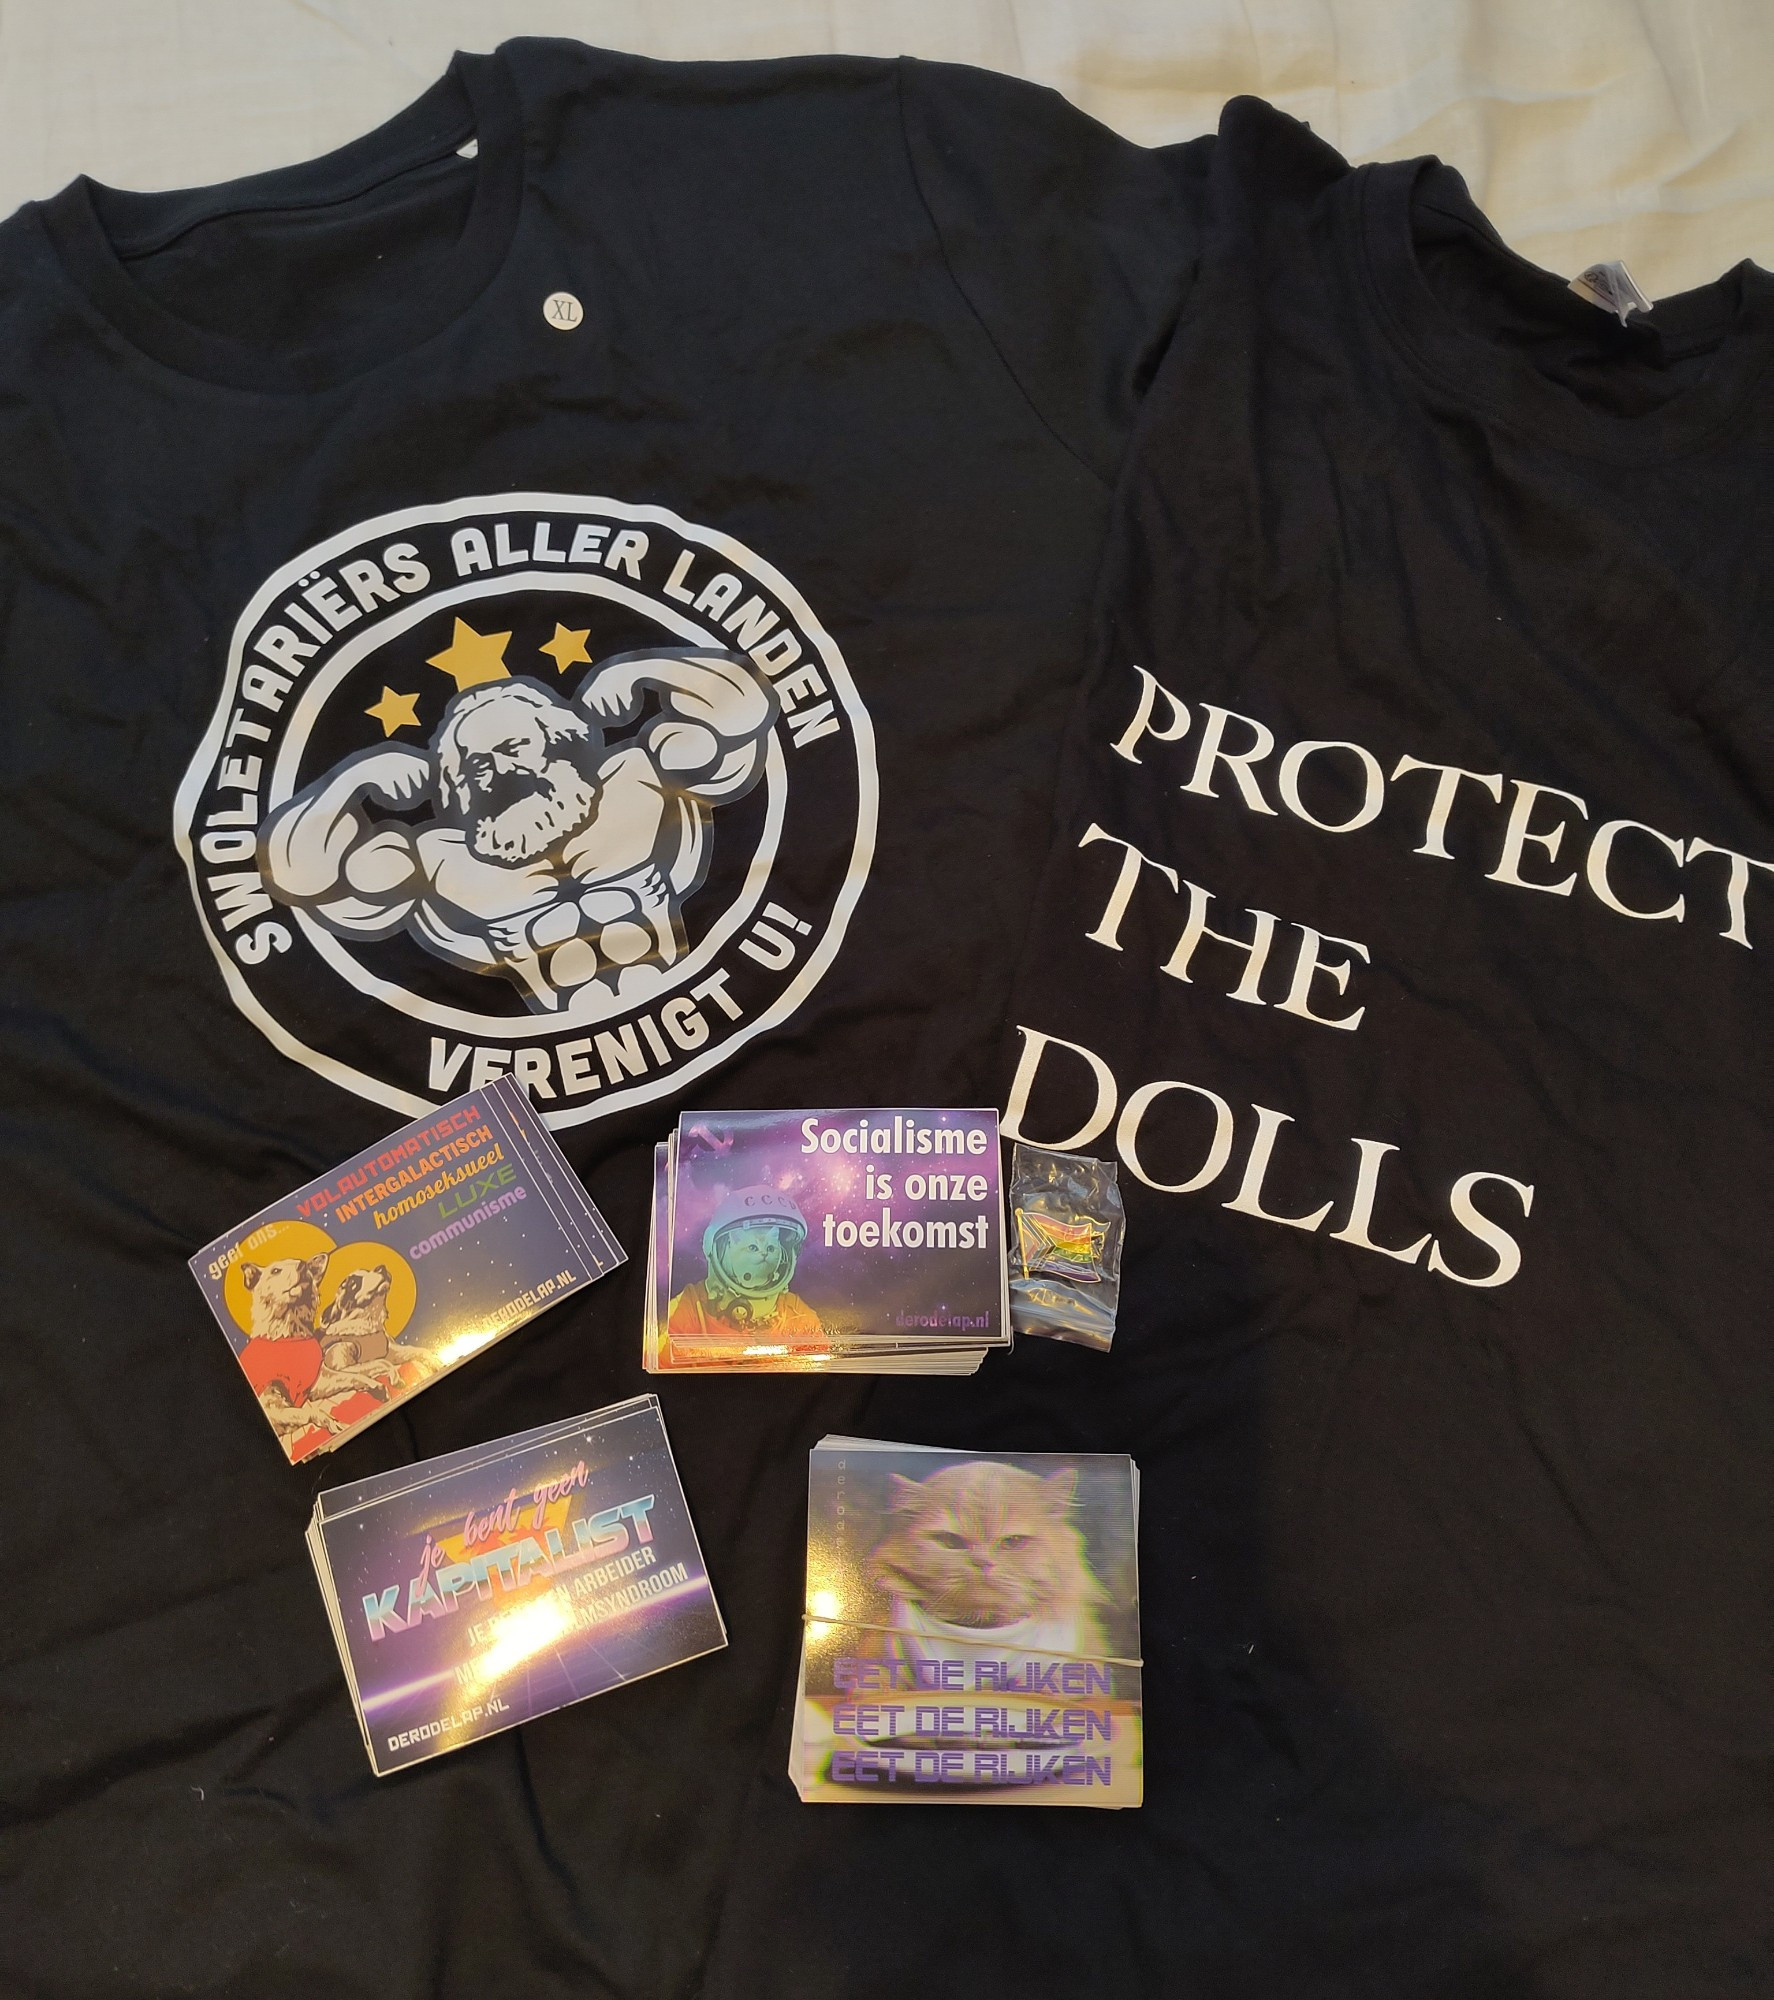 XL
SWOLETARIËRS ALLER LANDEN
VERENIGT U!
PROTECT
THE
DOLLS
geef ons...
VOLAUTOMATISCH
INTERGALACTISCH
homoseksueel
LUXE
communisme
DERODELAP.NL
CCCP
Socialisme
is onze
toekomst
derodelap.nl
je bent geen
KAPITALIST
ARBEIDER
DERODELAP.NL
EET DE RIJKEN
EET DE RIJKEN
EET DE RIJKEN